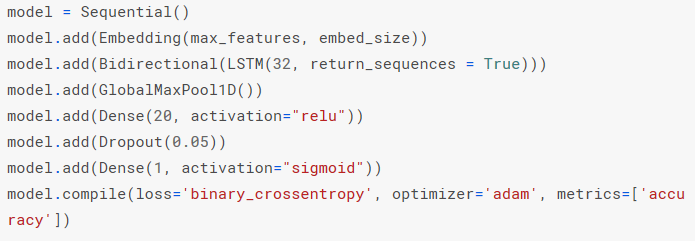 model = Sequential()
model.add(Embedding(max_features, embed_size))
model.add(Bidirectional(LSTM(32, return_sequences = True)))
model.add(GlobalMaxPool1D())
model.add(Dense(20, activation="relu"))
model.add(Dropout(0.05))
model.add(Dense(1, activation="sigmoid"))
model.compile(loss='binary_crossentropy', optimizer='adam', metrics=['accu
racy'])